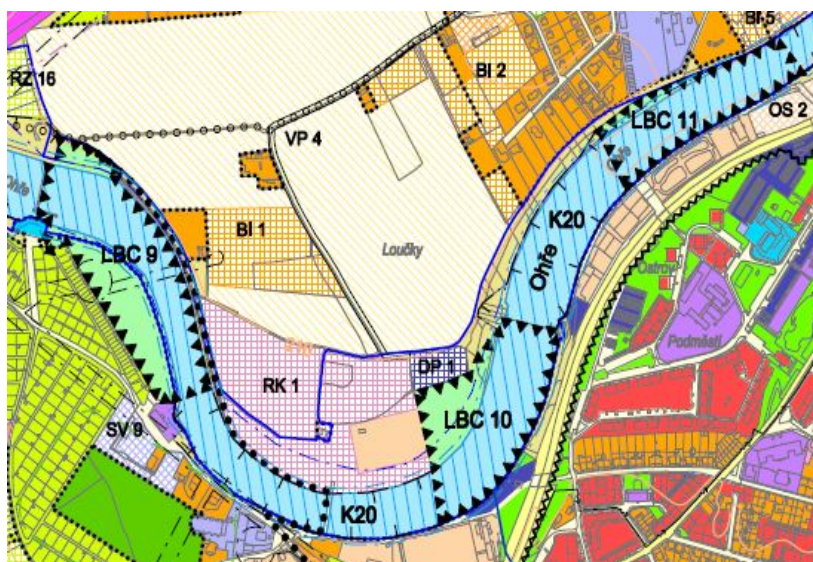 BI 5
RZ 16
BI 2
OS 2
LBC 11
VP 4
Ohře
K20
BI 1
Loučky
LBC 9
Ohře
Ostrov
Podměstí
DP 1
RK 1
LBC 10
SV 9
K20